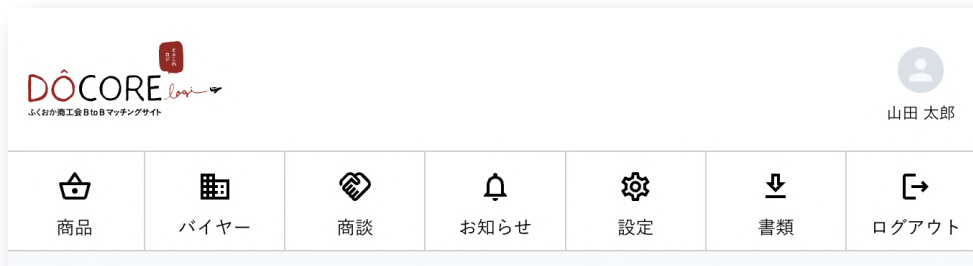 DÔCORE logi
ふくおか商工会BtoBマッチングサイト
山田 太郎
商品
バイヤー
商談
お知らせ
設定
書類
ログアウト